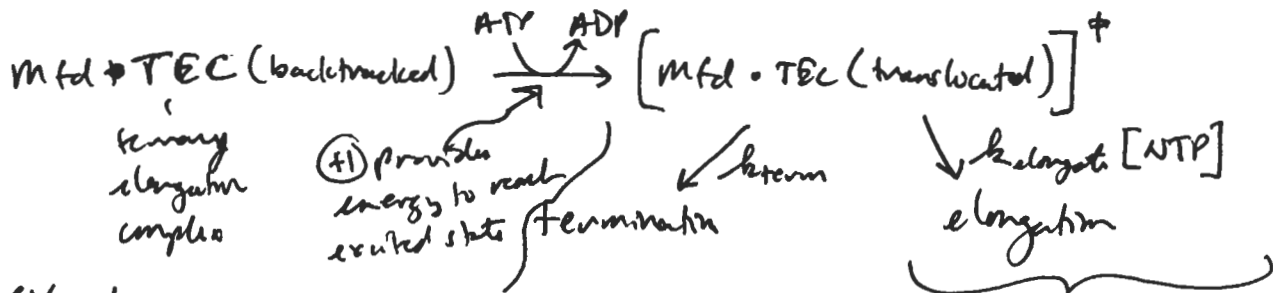 ATP ADP
Mfd • TEC (backtracked) → [Mfd • TEC (translocated)]*
ternary
elongation
complex
(+1) provides
energy to reach
excited state
kterm
termination
kelongate [NTP]
elongation